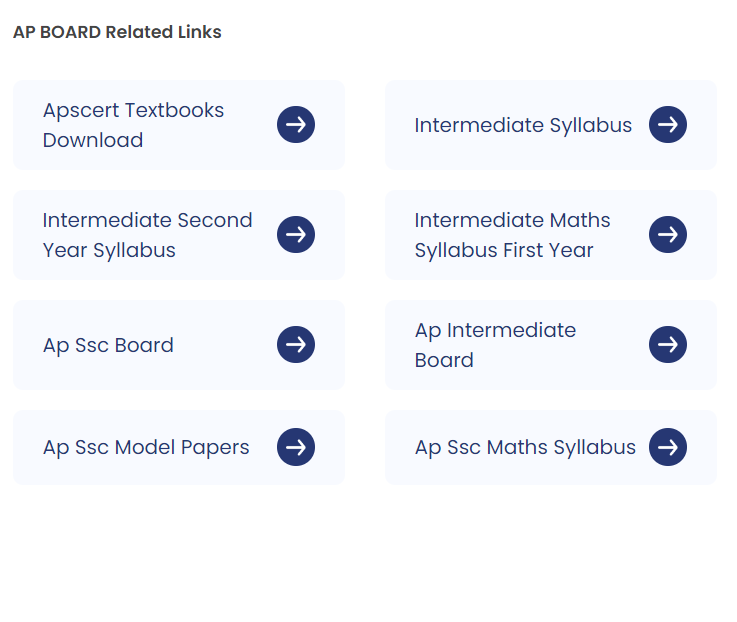 AP BOARD Related Links
Apscert Textbooks
Download
Intermediate Syllabus
Intermediate Second
Year Syllabus
Intermediate Maths
Syllabus First Year
Ap Ssc Board
Ap Intermediate
Board
Ap Ssc Model Papers
Ap Ssc Maths Syllabus